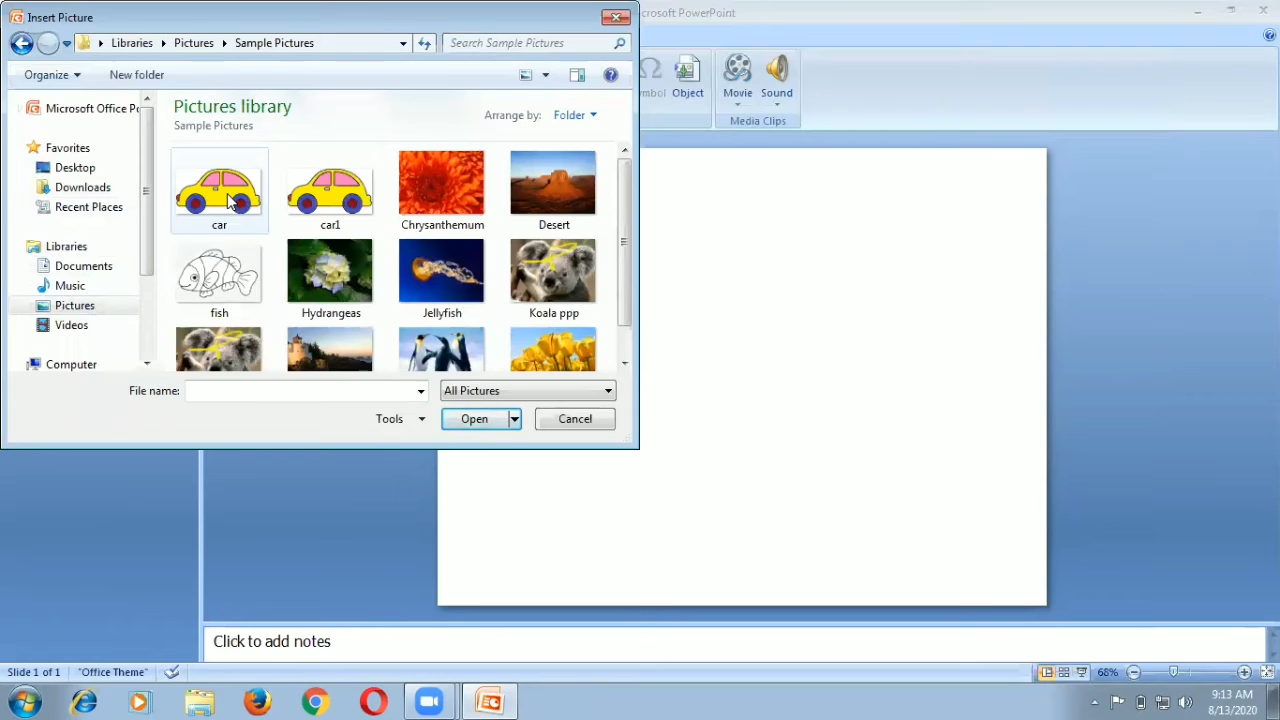 Insert Picture
icrosoft PowerPoint
Libraries Pictures Sample Pictures
Search Sample Pictures
Organize New folder
Pictures library
Sample Pictures
Arrange by: Folder
Microsoft Office P
Favorites
Desktop
Downloads
Recent Places
Libraries
Documents
Music
Pictures
Videos
Computer
car car1 Chrysanthemum Desert
fish Hydrangeas Jellyfish Koala ppp
File name: All Pictures
Tools Open Cancel
mbol Object Movie Sound
Media Clips
Click to add notes
Slide 1 of 1 "Office Theme" 68%
9:13 AM
8/13/2020